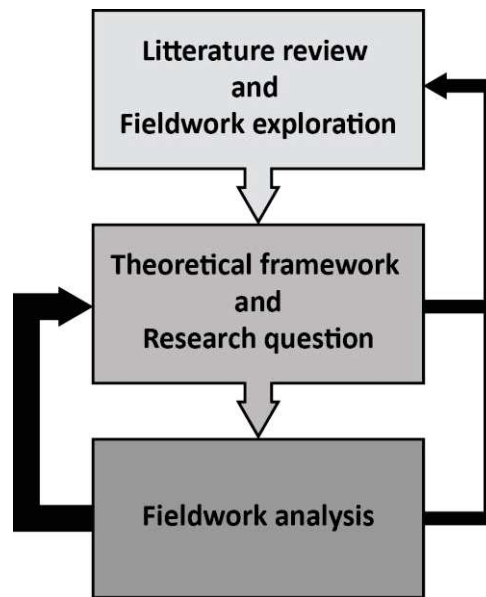 Litterature review
and
Fieldwork exploration
Theoretical framework
and
Research question
Fieldwork analysis